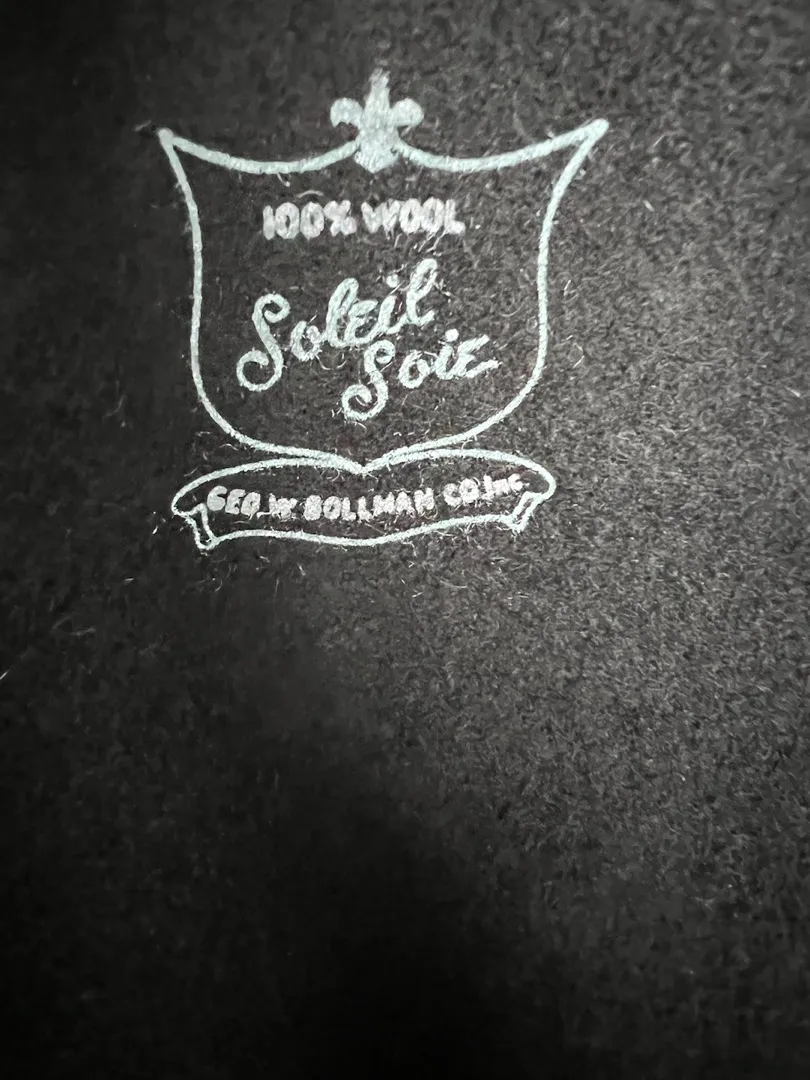 100% WOOL
Soleil
Soie
GEO. W. BOLLMAN CO. INC.